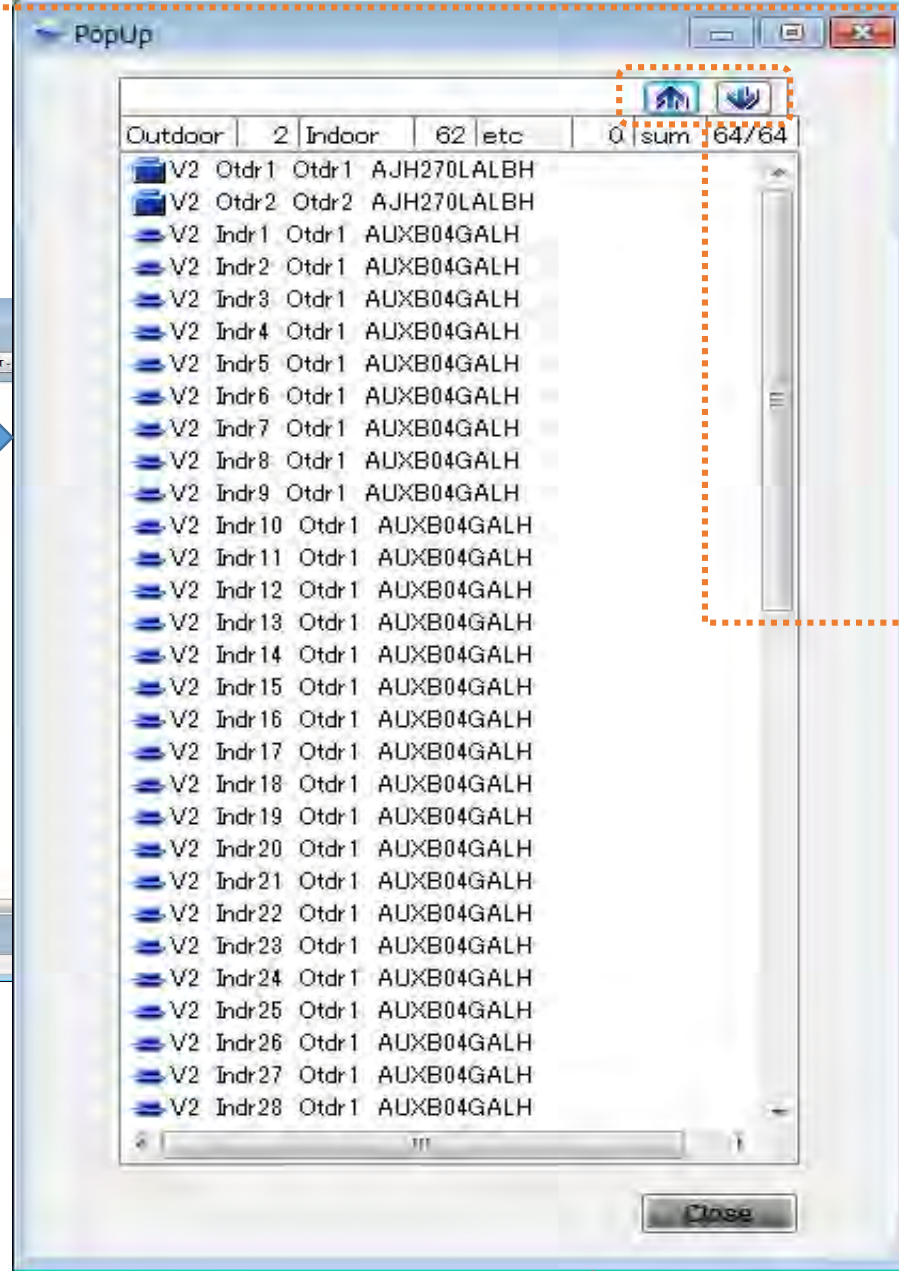 PopUp
Outdoor 2 Indoor 62 etc 0 sum 64/64
V2 Otdr1 Otdr1 AJH270LALBH
V2 Otdr2 Otdr2 AJH270LALBH
V2 Indr1 Otdr1 AUXB04GALH
V2 Indr2 Otdr1 AUXB04GALH
V2 Indr3 Otdr1 AUXB04GALH
V2 Indr4 Otdr1 AUXB04GALH
V2 Indr5 Otdr1 AUXB04GALH
V2 Indr6 Otdr1 AUXB04GALH
V2 Indr7 Otdr1 AUXB04GALH
V2 Indr8 Otdr1 AUXB04GALH
V2 Indr9 Otdr1 AUXB04GALH
V2 Indr10 Otdr1 AUXB04GALH
V2 Indr11 Otdr1 AUXB04GALH
V2 Indr12 Otdr1 AUXB04GALH
V2 Indr13 Otdr1 AUXB04GALH
V2 Indr14 Otdr1 AUXB04GALH
V2 Indr15 Otdr1 AUXB04GALH
V2 Indr16 Otdr1 AUXB04GALH
V2 Indr17 Otdr1 AUXB04GALH
V2 Indr18 Otdr1 AUXB04GALH
V2 Indr19 Otdr1 AUXB04GALH
V2 Indr20 Otdr1 AUXB04GALH
V2 Indr21 Otdr1 AUXB04GALH
V2 Indr22 Otdr1 AUXB04GALH
V2 Indr23 Otdr1 AUXB04GALH
V2 Indr24 Otdr1 AUXB04GALH
V2 Indr25 Otdr1 AUXB04GALH
V2 Indr26 Otdr1 AUXB04GALH
V2 Indr27 Otdr1 AUXB04GALH
V2 Indr28 Otdr1 AUXB04GALH
Close